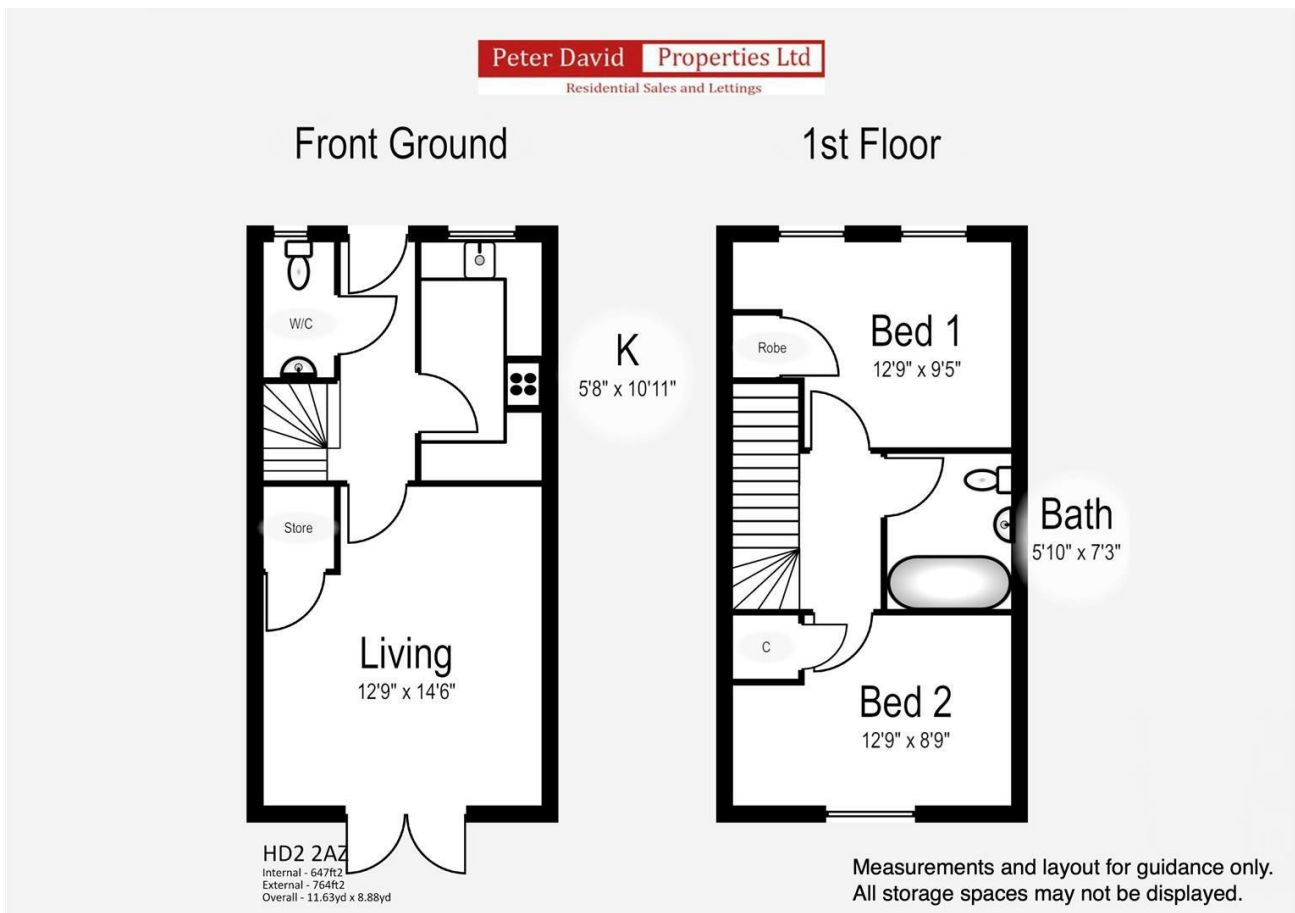 Peter David Properties Ltd
Residential Sales and Lettings
Front Ground
1st Floor
W/C
K
5'8" x 10'11"
Store
Living
12'9" x 14'6"
Robe
Bed 1
12'9" x 9'5"
Bath
5'10" x 7'3"
C
Bed 2
12'9" x 8'9"
HD2 2AZ
Internal - 647ft2
External - 764ft2
Overall - 11.63yd x 8.88yd
Measurements and layout for guidance only.
All storage spaces may not be displayed.